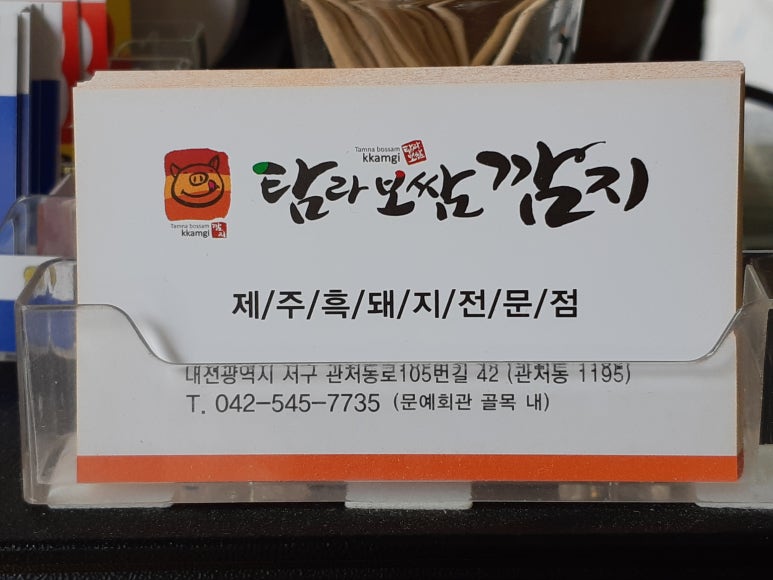 Tamna bossam
kkamgi
탐라
보쌈
탐라보쌈깜지
Tamna bossam
kkamgi
깜지
제/주/흑/돼/지/전/문/점
대전광역시 서구 관저동로105번길 42 (관저동 1195)
T. 042-545-7735 (문예회관 골목 내)